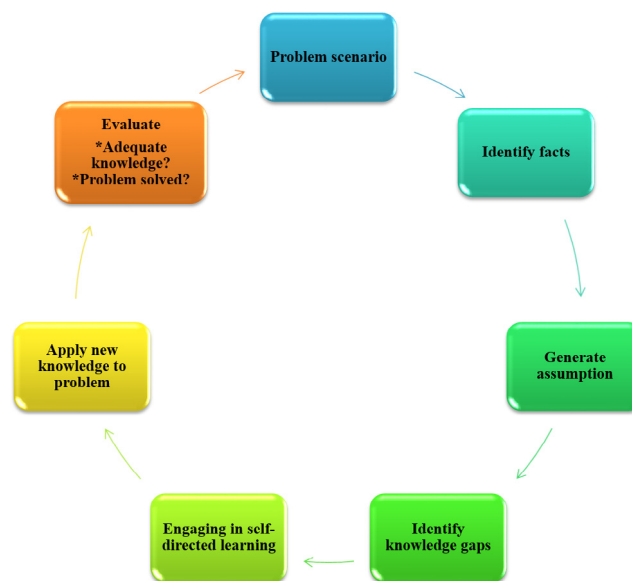 Problem scenario
Identify facts
Generate
assumption
Identify
knowledge gaps
Engaging in self-
directed learning
Apply new
knowledge to
problem
Evaluate
*Adequate
knowledge?
*Problem solved?